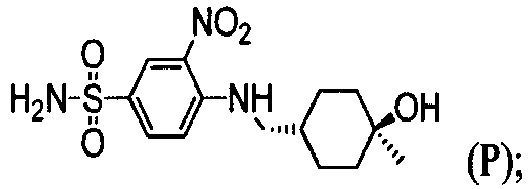 NO₂
O
H₂N-S
NH
OH
O
(P);